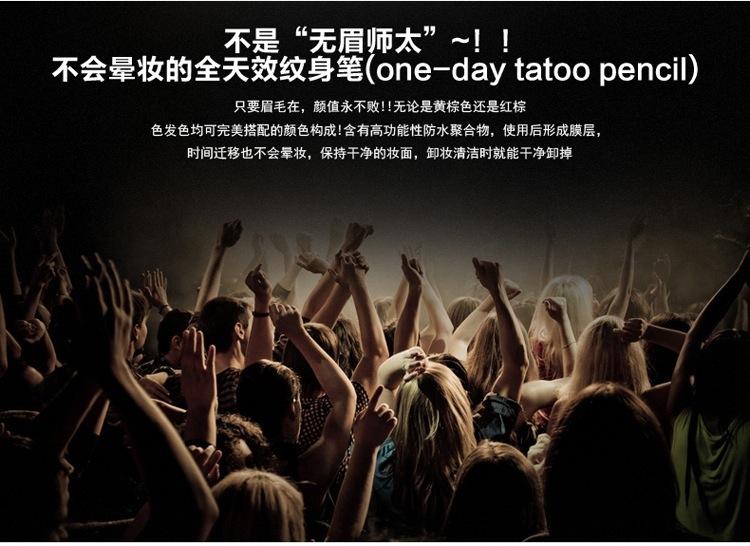 不是“无眉师太”~！！
不会晕妆的全天效纹身笔(one-day tatoo pencil)
只要眉毛在，颜值永不败!!无论是黄棕色还是红棕
色发色均可完美搭配的颜色构成!含有高功能性防水聚合物，使用后形成膜层，
时间迁移也不会晕妆，保持干净的妆面，卸妆清洁时就能干净卸掉